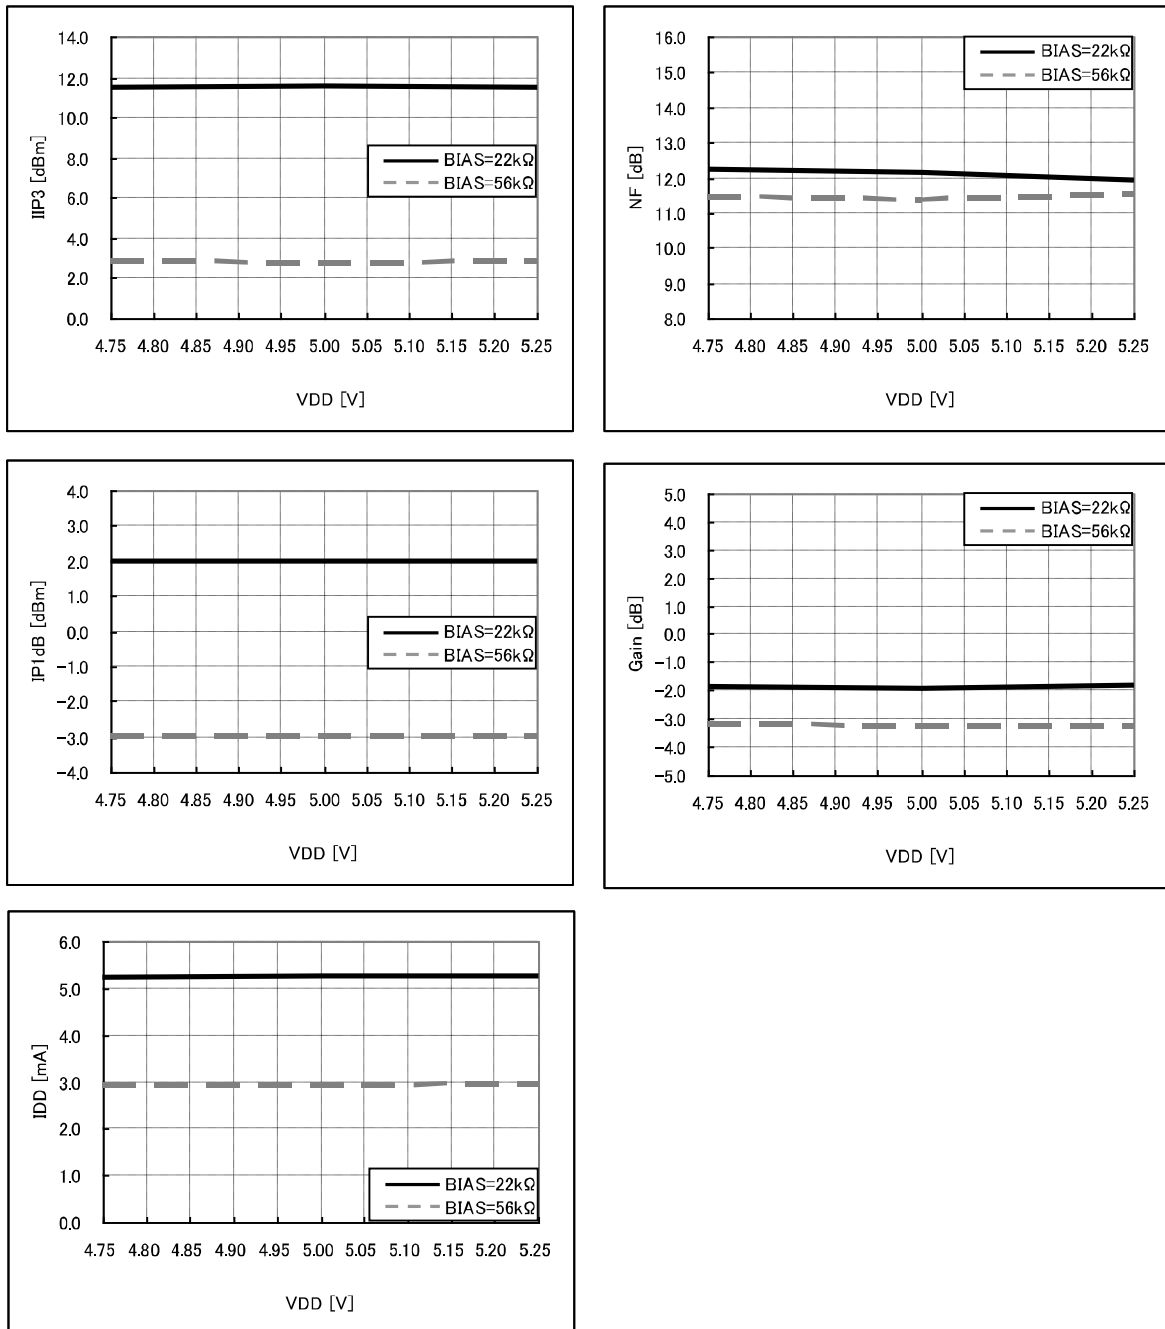 14.0
12.0
10.0
8.0
6.0
4.0
2.0
0.0
IIP3 [dBm]
BIAS=22kΩ
BIAS=56kΩ
4.75 4.80 4.85 4.90 4.95 5.00 5.05 5.10 5.15 5.20 5.25
VDD [V]
16.0
15.0
14.0
13.0
12.0
11.0
10.0
9.0
8.0
NF [dB]
BIAS=22kΩ
BIAS=56kΩ
4.75 4.80 4.85 4.90 4.95 5.00 5.05 5.10 5.15 5.20 5.25
VDD [V]
4.0
3.0
2.0
1.0
0.0
-1.0
-2.0
-3.0
-4.0
IP1dB [dBm]
BIAS=22kΩ
BIAS=56kΩ
4.75 4.80 4.85 4.90 4.95 5.00 5.05 5.10 5.15 5.20 5.25
VDD [V]
5.0
4.0
3.0
2.0
1.0
0.0
-1.0
-2.0
-3.0
-4.0
-5.0
Gain [dB]
BIAS=22kΩ
BIAS=56kΩ
4.75 4.80 4.85 4.90 4.95 5.00 5.05 5.10 5.15 5.20 5.25
VDD [V]
6.0
5.0
4.0
3.0
2.0
1.0
0.0
IDD [mA]
BIAS=22kΩ
BIAS=56kΩ
4.75 4.80 4.85 4.90 4.95 5.00 5.05 5.10 5.15 5.20 5.25
VDD [V]